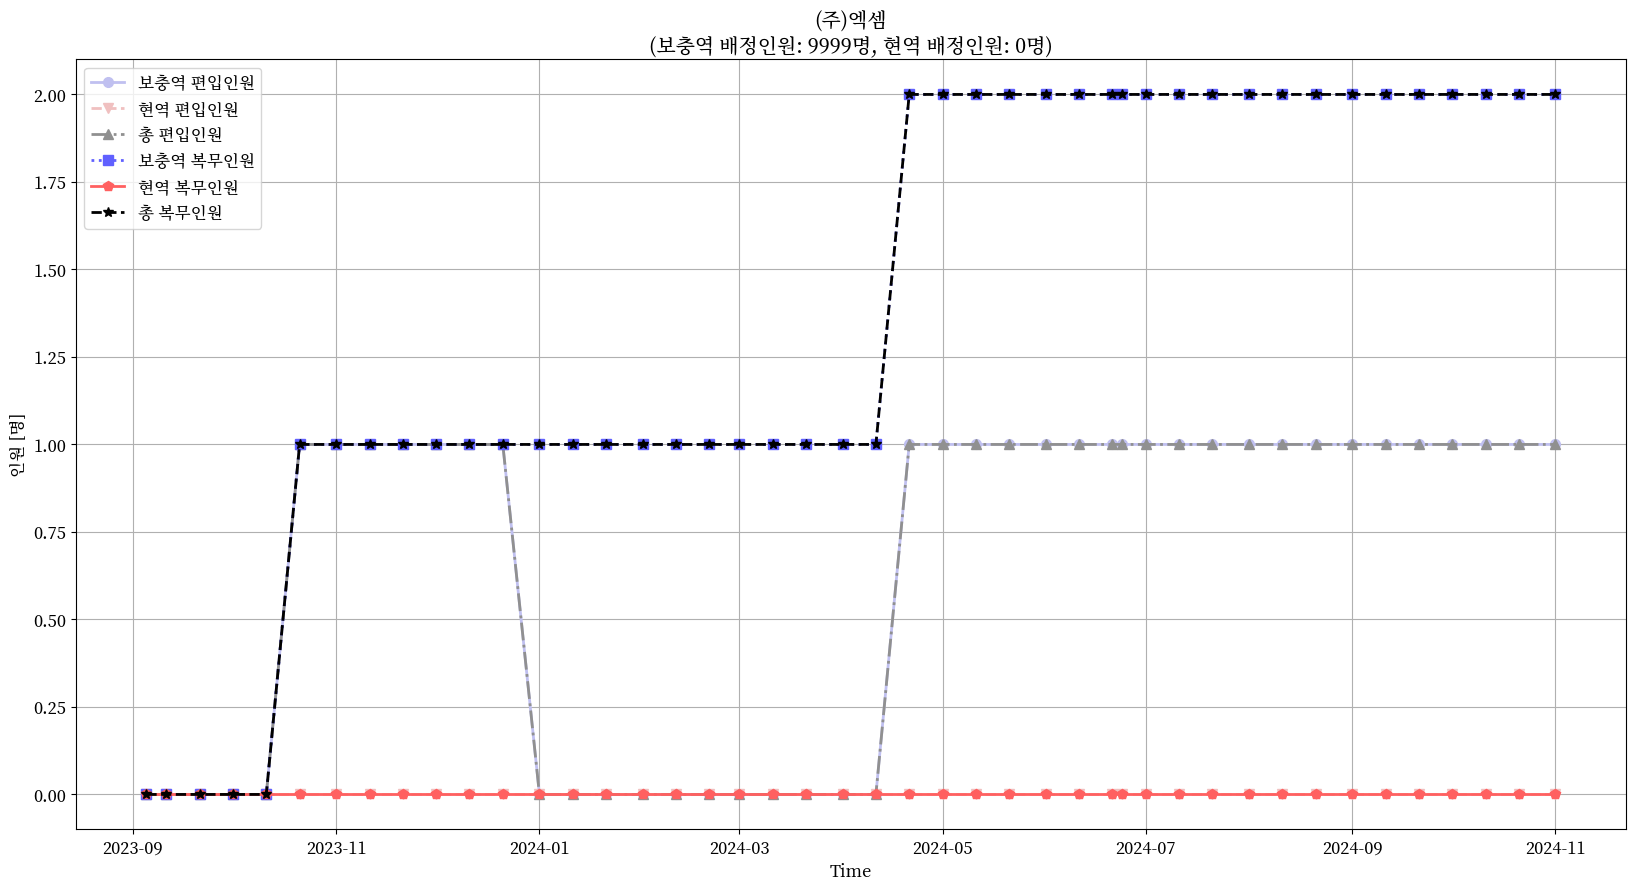 (주)엑셈
(보충역 배정인원: 9999명, 현역 배정인원: 0명)
보충역 편입인원
현역 편입인원
총 편입인원
보충역 복무인원
현역 복무인원
총 복무인원
2.00
1.75
1.50
1.25
1.00
0.75
0.50
0.25
0.00
인원 [명]
2023-09
2023-11
2024-01
2024-03
2024-05
2024-07
2024-09
2024-11
Time